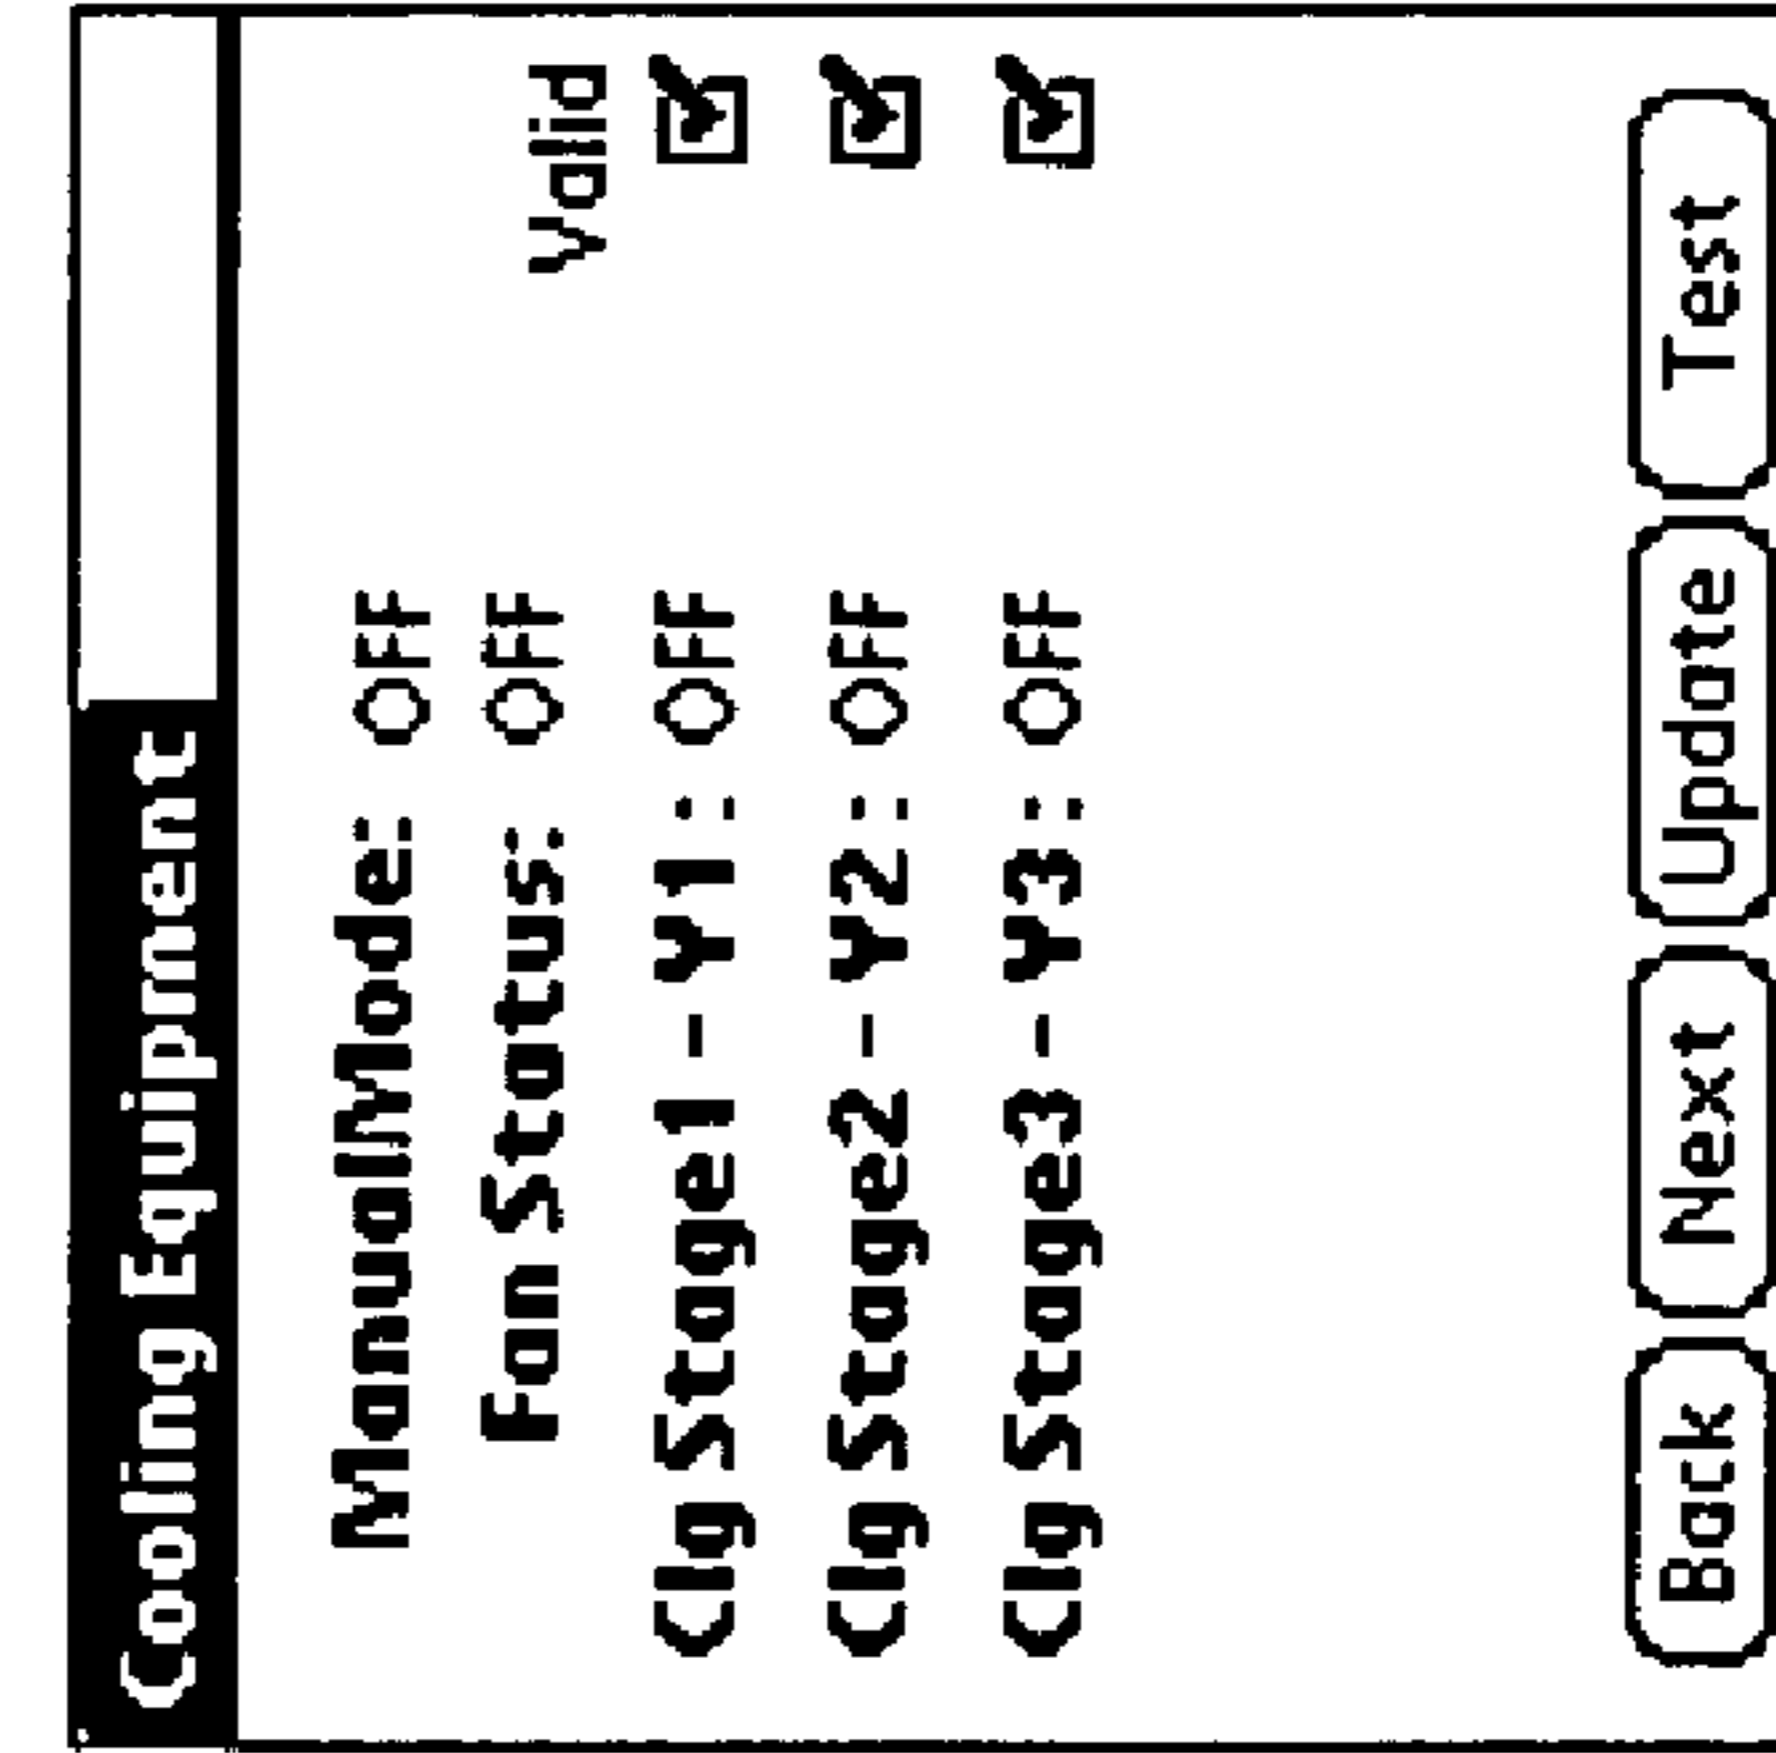 Cooling Equipment
ManualMode: OFF
Fan Status: OFF
Valid
Clg Stage1 - Y1: OFF
Clg Stage2 - Y2: OFF
Clg Stage3 - Y3: OFF
Back Next Update Test